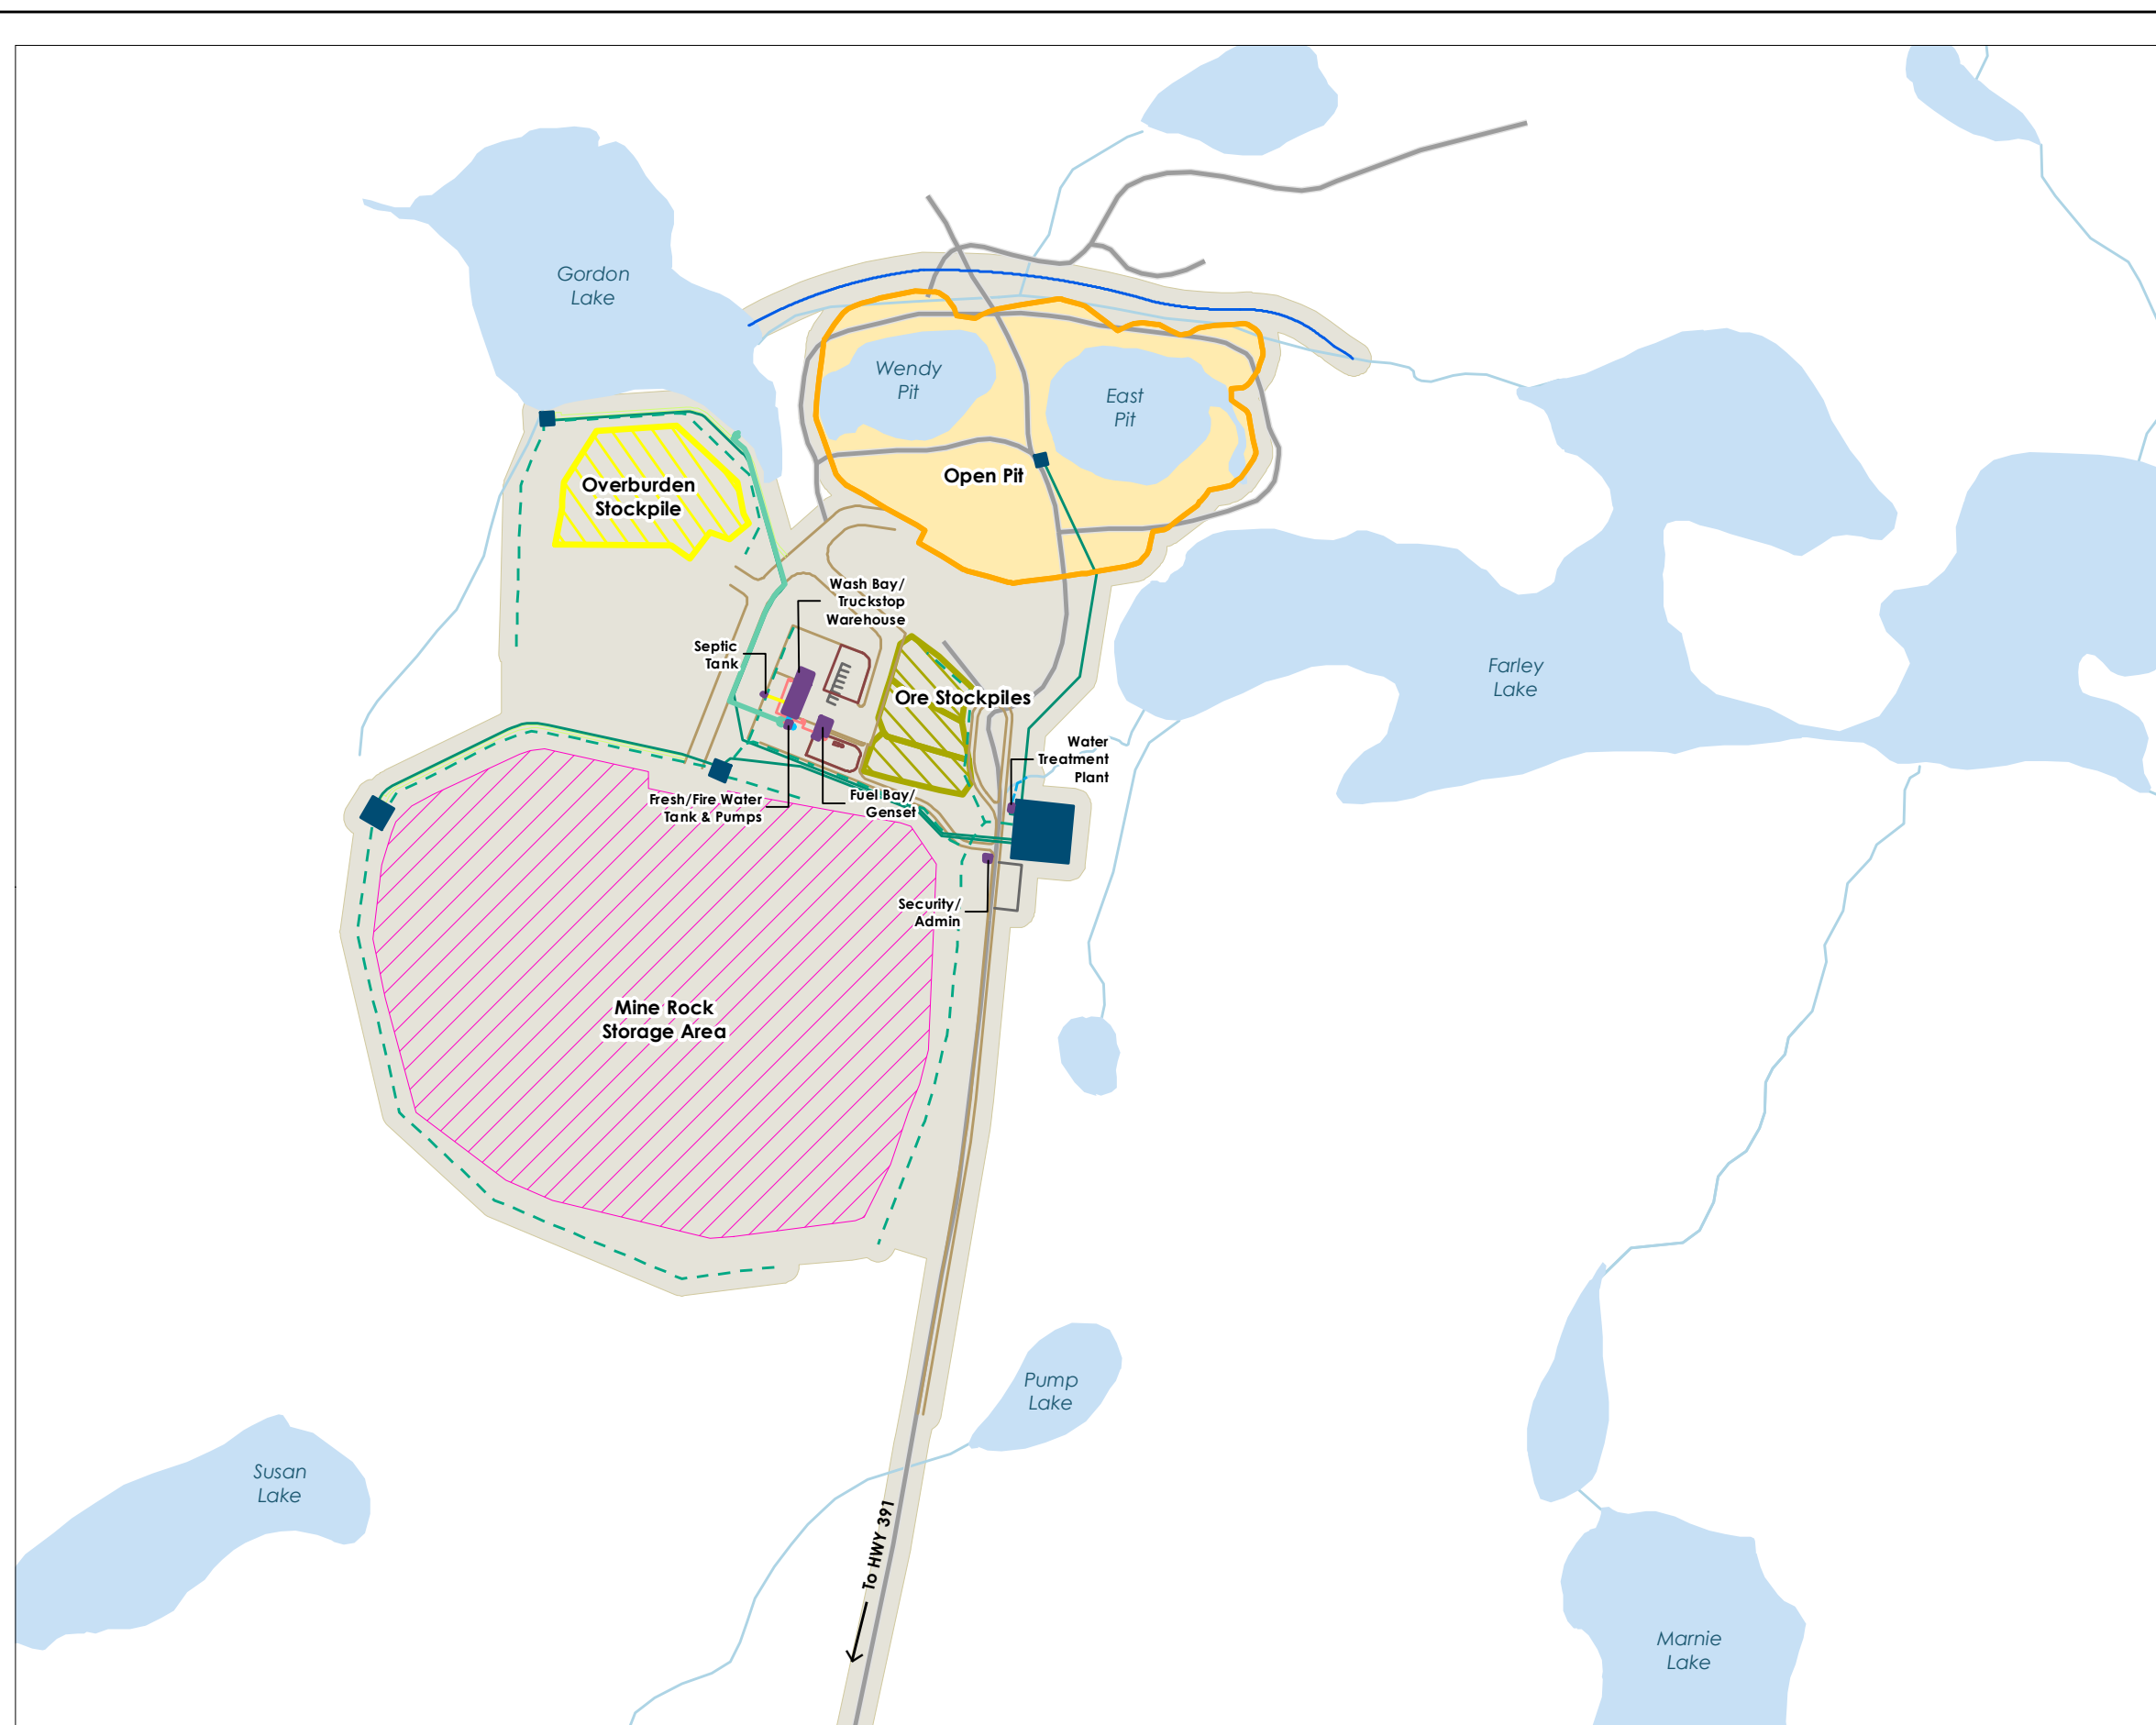 Gordon
Lake
Wendy
Pit
East
Pit
Open Pit
Overburden
Stockpile
Wash Bay/
Truckstop
Warehouse
Septic
Tank
Farley
Lake
Ore Stockpiles
Water
Treatment
Plant
Fresh/Fire Water
Tank & Pumps
Fuel Bay/
Genset
Security/
Admin
Mine Rock
Storage Area
Pump
Lake
Susan
Lake
To HWY 391
Marnie
Lake